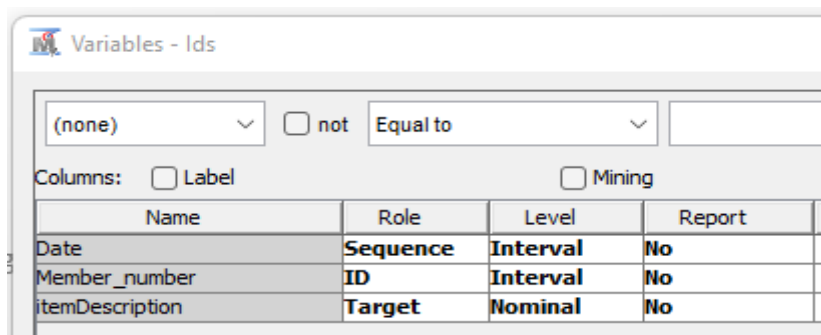 Variables - Ids
(none) not Equal to
Columns: Label Mining
Name Role Level Report
Date Sequence Interval No
Member_number ID Interval No
itemDescription Target Nominal No